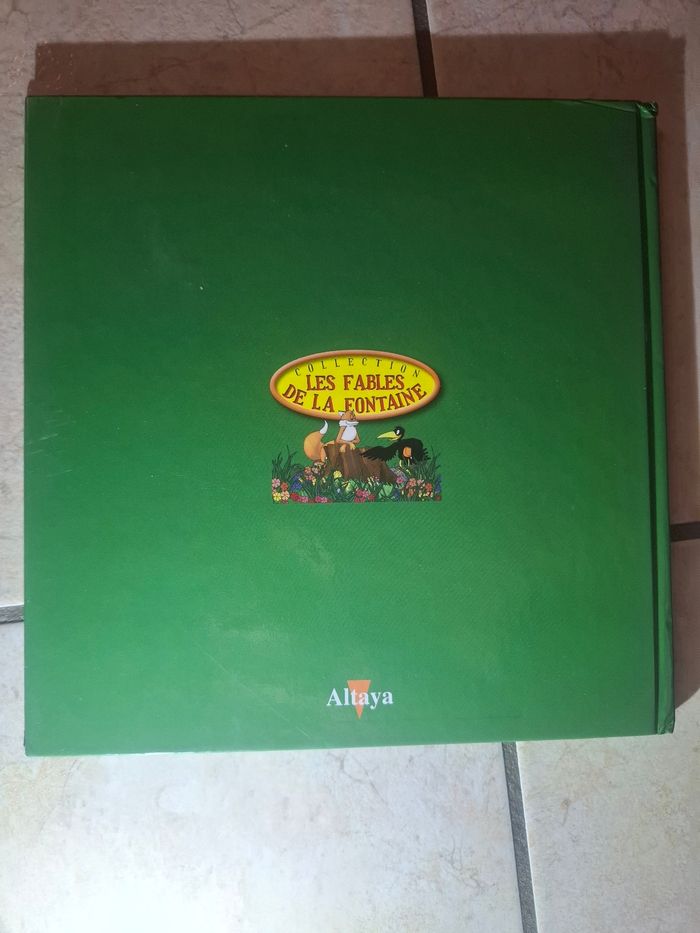 COLLECTION
LES FABLES
DE LA FONTAINE
Altaya